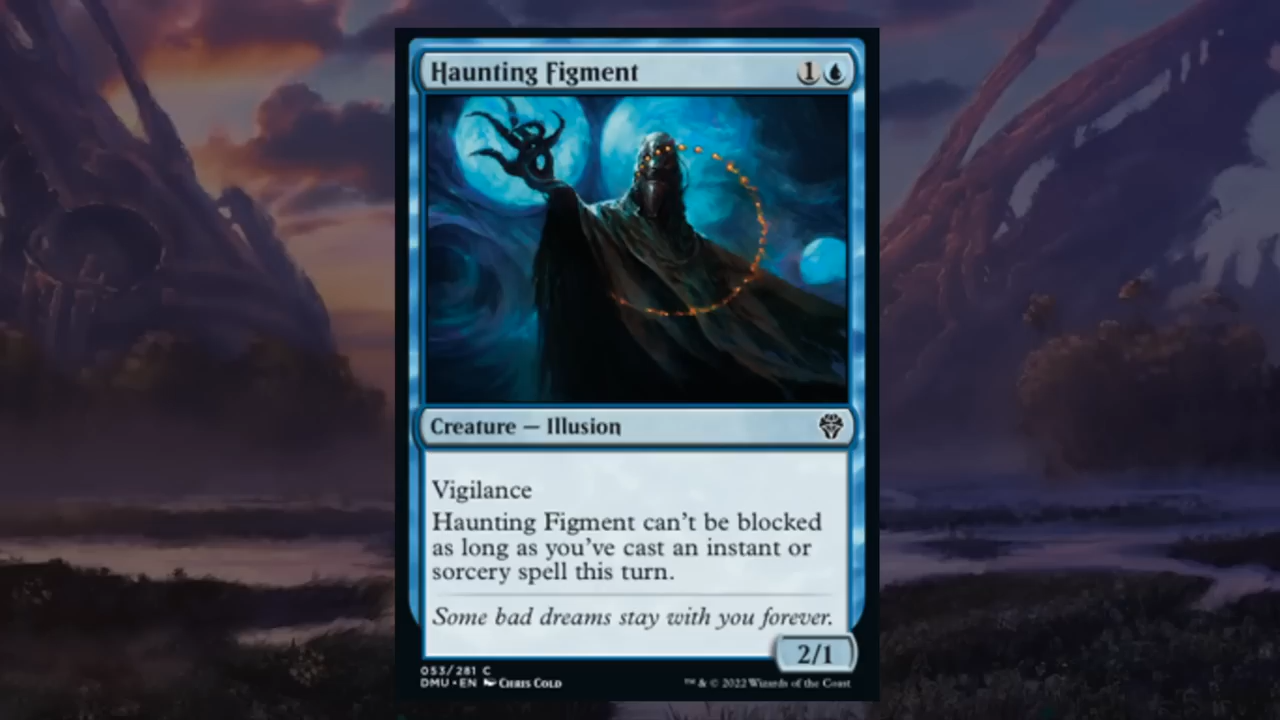 Haunting Figment 1
Creature — Illusion
Vigilance
Haunting Figment can't be blocked
as long as you've cast an instant or
sorcery spell this turn.
Some bad dreams stay with you forever.
2/1
053/281 C
DMU • EN Chris Cold
™ & © 2022 Wizards of the Coast